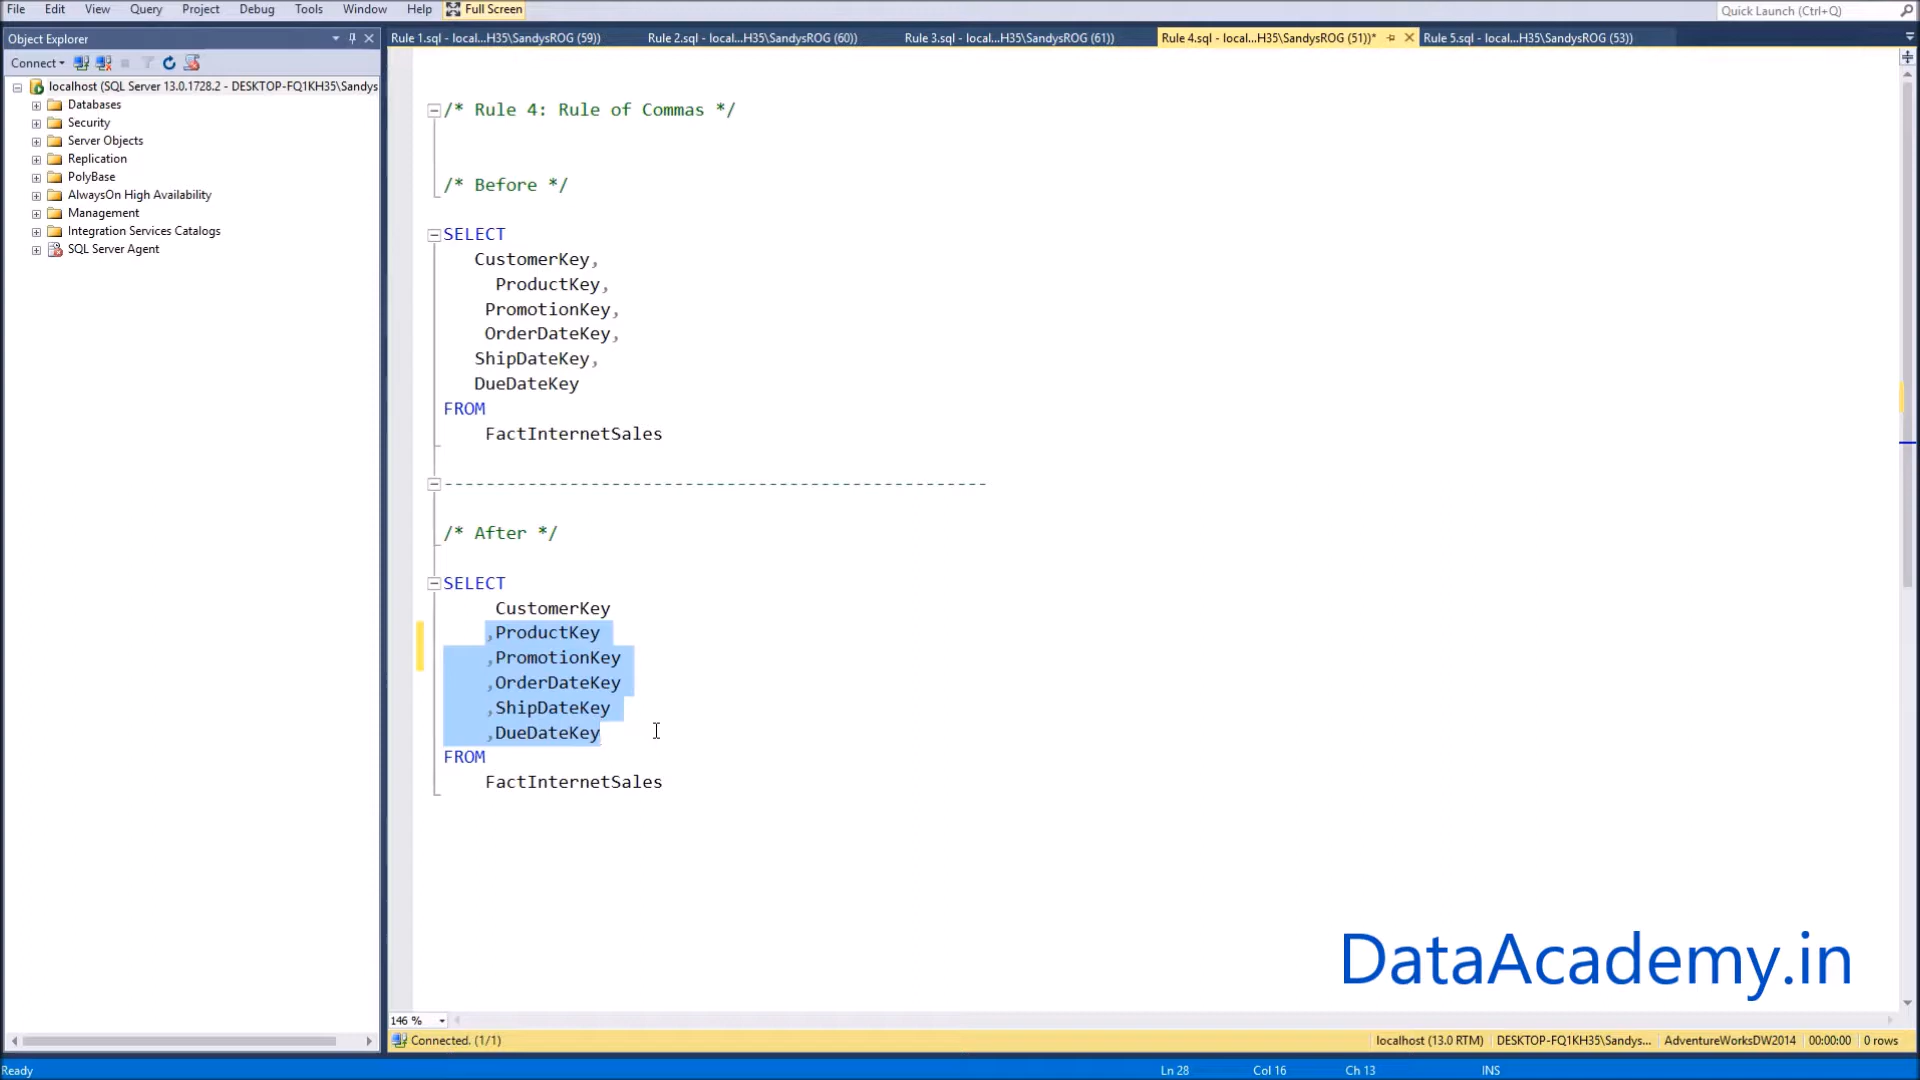 File Edit View Query Project Debug Tools Window Help Full Screen Quick Launch (Ctrl+Q)
Object Explorer
Rule 1.sql - local...H35\SandysROG (59)) Rule 2.sql - local...H35\SandysROG (60)) Rule 3.sql - local...H35\SandysROG (61)) Rule 4.sql - local...H35\SandysROG (51))* Rule 5.sql - local...H35\SandysROG (53))
Connect
localhost (SQL Server 13.0.1728.2 - DESKTOP-FQ1KH35\Sandys
Databases
Security
Server Objects
Replication
PolyBase
AlwaysOn High Availability
Management
Integration Services Catalogs
SQL Server Agent
/* Rule 4: Rule of Commas */
/* Before */
SELECT
CustomerKey,
ProductKey,
PromotionKey,
OrderDateKey,
ShipDateKey,
DueDateKey
FROM
FactInternetSales
----------------------------------------------------
/* After */
SELECT
CustomerKey
,ProductKey
,PromotionKey
,OrderDateKey
,ShipDateKey
,DueDateKey
FROM
FactInternetSales
DataAcademy.in
146 %
Connected. (1/1) localhost (13.0 RTM) DESKTOP-FQ1KH35\Sandys... AdventureWorksDW2014 00:00:00 0 rows
Ready Ln 28 Col 16 Ch 13 INS